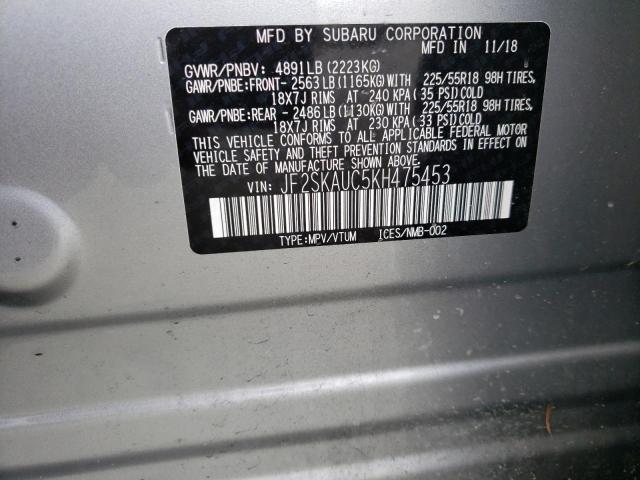 MFD BY SUBARU CORPORATION
MFD IN 11/18
GVWR/PNBV: 4891LB(2223KG)
GAWR/PNBE:FRONT- 2563LB(1165KG)WITH 225/55R18 98H TIRES,
18X7J RIMS AT 240 KPA(35 PSI)COLD
GAWR/PNBE:REAR - 2486LB(1130KG)WITH 225/55R18 98H TIRES,
18X7J RIMS AT 230 KPA(33 PSI)COLD
THIS VEHICLE CONFORMS TO ALL APPLICABLE FEDERAL MOTOR
VEHICLE SAFETY AND THEFT PREVENTION STANDARDS IN EFFECT ON
THE DATE OF MANUFACTURE SHOWN ABOVE.
VIN: JF2SKAUC5KH475453
TYPE:MPV/VTUM ICES/NMB-002